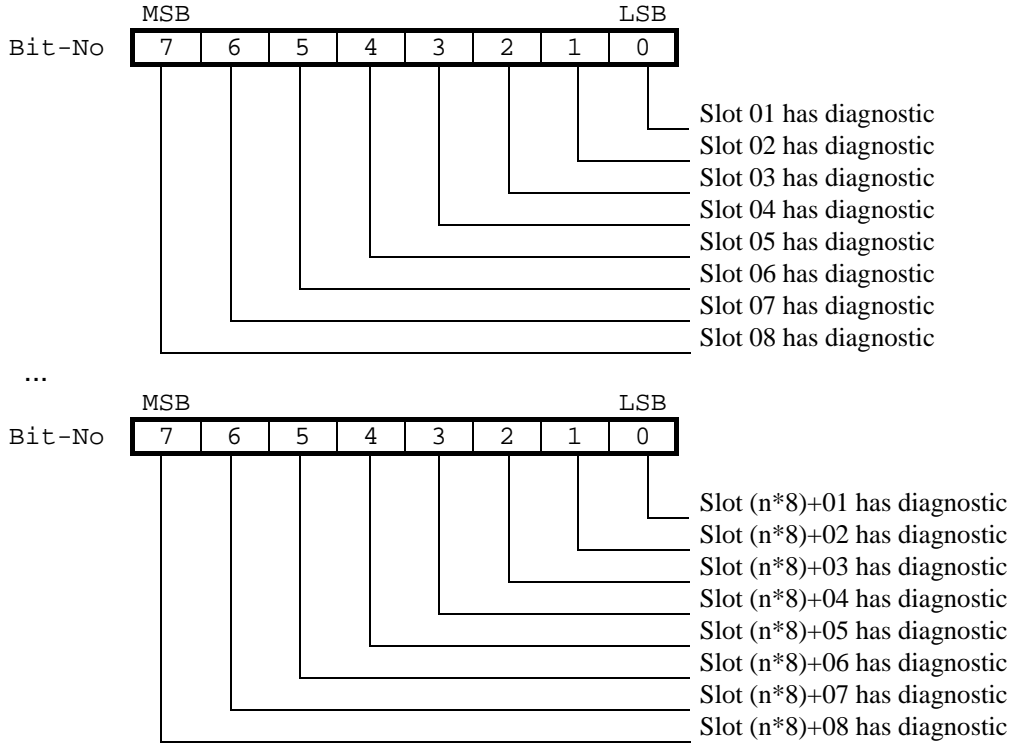 MSB LSB
Bit-No 7 6 5 4 3 2 1 0
Slot 01 has diagnostic
Slot 02 has diagnostic
Slot 03 has diagnostic
Slot 04 has diagnostic
Slot 05 has diagnostic
Slot 06 has diagnostic
Slot 07 has diagnostic
Slot 08 has diagnostic
...
MSB LSB
Bit-No 7 6 5 4 3 2 1 0
Slot (n*8)+01 has diagnostic
Slot (n*8)+02 has diagnostic
Slot (n*8)+03 has diagnostic
Slot (n*8)+04 has diagnostic
Slot (n*8)+05 has diagnostic
Slot (n*8)+06 has diagnostic
Slot (n*8)+07 has diagnostic
Slot (n*8)+08 has diagnostic